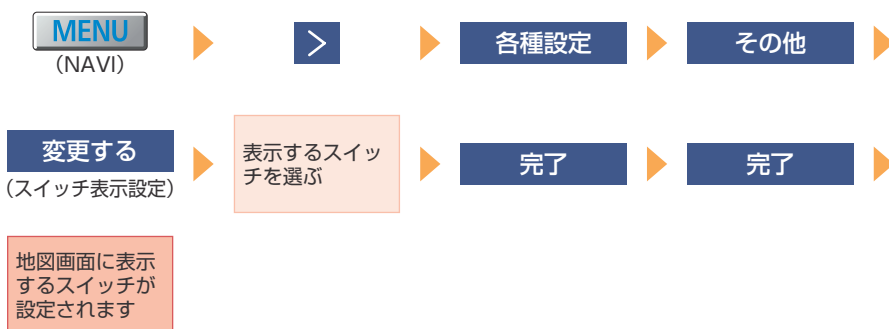 MENU
(NAVI)
>
各種設定
その他
変更する
(スイッチ表示設定)
表示するスイッ
チを選ぶ
完了
完了
地図画面に表示
するスイッチが
設定されます